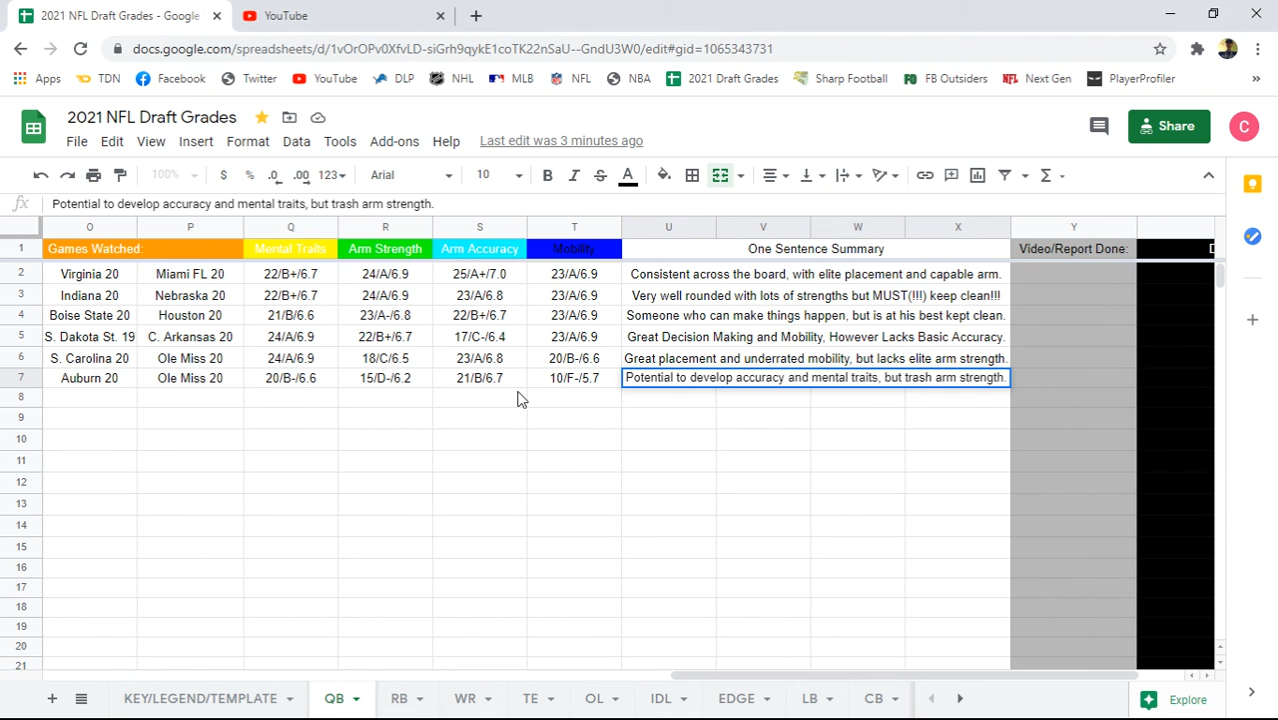 2021 NFL Draft Grades - Google
YouTube
docs.google.com/spreadsheets/d/1vOrOPv0XfvLD-siGrh9qykE1coTK22nSaU--GndU3W0/edit#gid=1065343731
Apps TDN Facebook Twitter YouTube DLP NHL MLB NFL NBA 2021 Draft Grades Sharp Football FB Outsiders Next Gen PlayerProfiler »
2021 NFL Draft Grades
File Edit View Insert Format Data Tools Add-ons Help Last edit was 3 minutes ago
Share
C
100% $ % .0 .00 123 Arial 10 B I S A
fx Potential to develop accuracy and mental traits, but trash arm strength.
O P Q R S T U V W X Y
1 Games Watched: Mental Traits Arm Strength Arm Accuracy Mobility One Sentence Summary Video/Report Done:
2 Virginia 20 Miami FL 20 22/B+/6.7 24/A/6.9 25/A+/7.0 23/A/6.9 Consistent across the board, with elite placement and capable arm.
3 Indiana 20 Nebraska 20 22/B+/6.7 24/A/6.9 23/A/6.8 23/A/6.9 Very well rounded with lots of strengths but MUST(!!!) keep clean!!!
4 Boise State 20 Houston 20 21/B/6.6 23/A-/6.8 22/B+/6.7 23/A/6.9 Someone who can make things happen, but is at his best kept clean.
5 S. Dakota St. 19 C. Arkansas 20 24/A/6.9 22/B+/6.7 17/C-/6.4 23/A/6.9 Great Decision Making and Mobility, However Lacks Basic Accuracy.
6 S. Carolina 20 Ole Miss 20 24/A/6.9 18/C/6.5 23/A/6.8 20/B-/6.6 Great placement and underrated mobility, but lacks elite arm strength.
7 Auburn 20 Ole Miss 20 20/B-/6.6 15/D-/6.2 21/B/6.7 10/F-/5.7 Potential to develop accuracy and mental traits, but trash arm strength.
8
9
10
11
12
13
14
15
16
17
18
19
20
21
KEY/LEGEND/TEMPLATE QB RB WR TE OL IDL EDGE LB CB
Explore